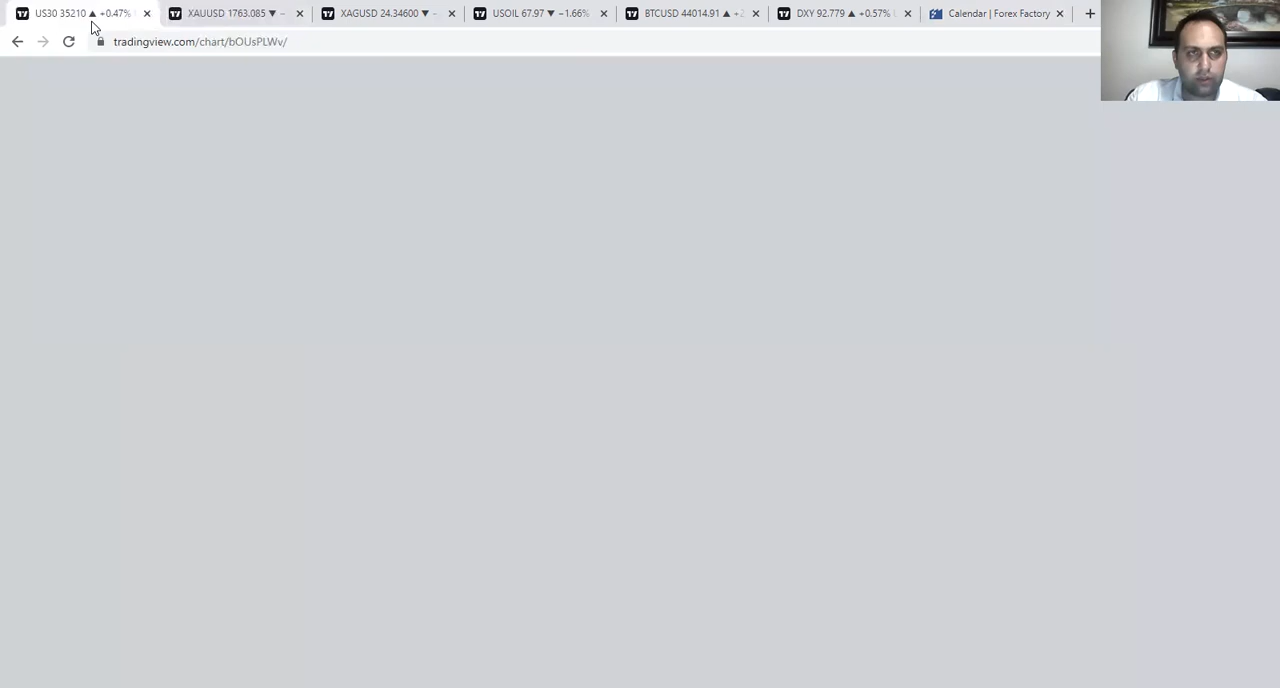 US30 35210 ▲ +0.47%
XAUUSD 1763.085 ▼ −
XAGUSD 24.34600 ▼ −
USOIL 67.97 ▼ −1.66%
BTCUSD 44014.91 ▲ +
DXY 92.779 ▲ +0.57%
Calendar | Forex Factory
tradingview.com/chart/bOUsPLWv/